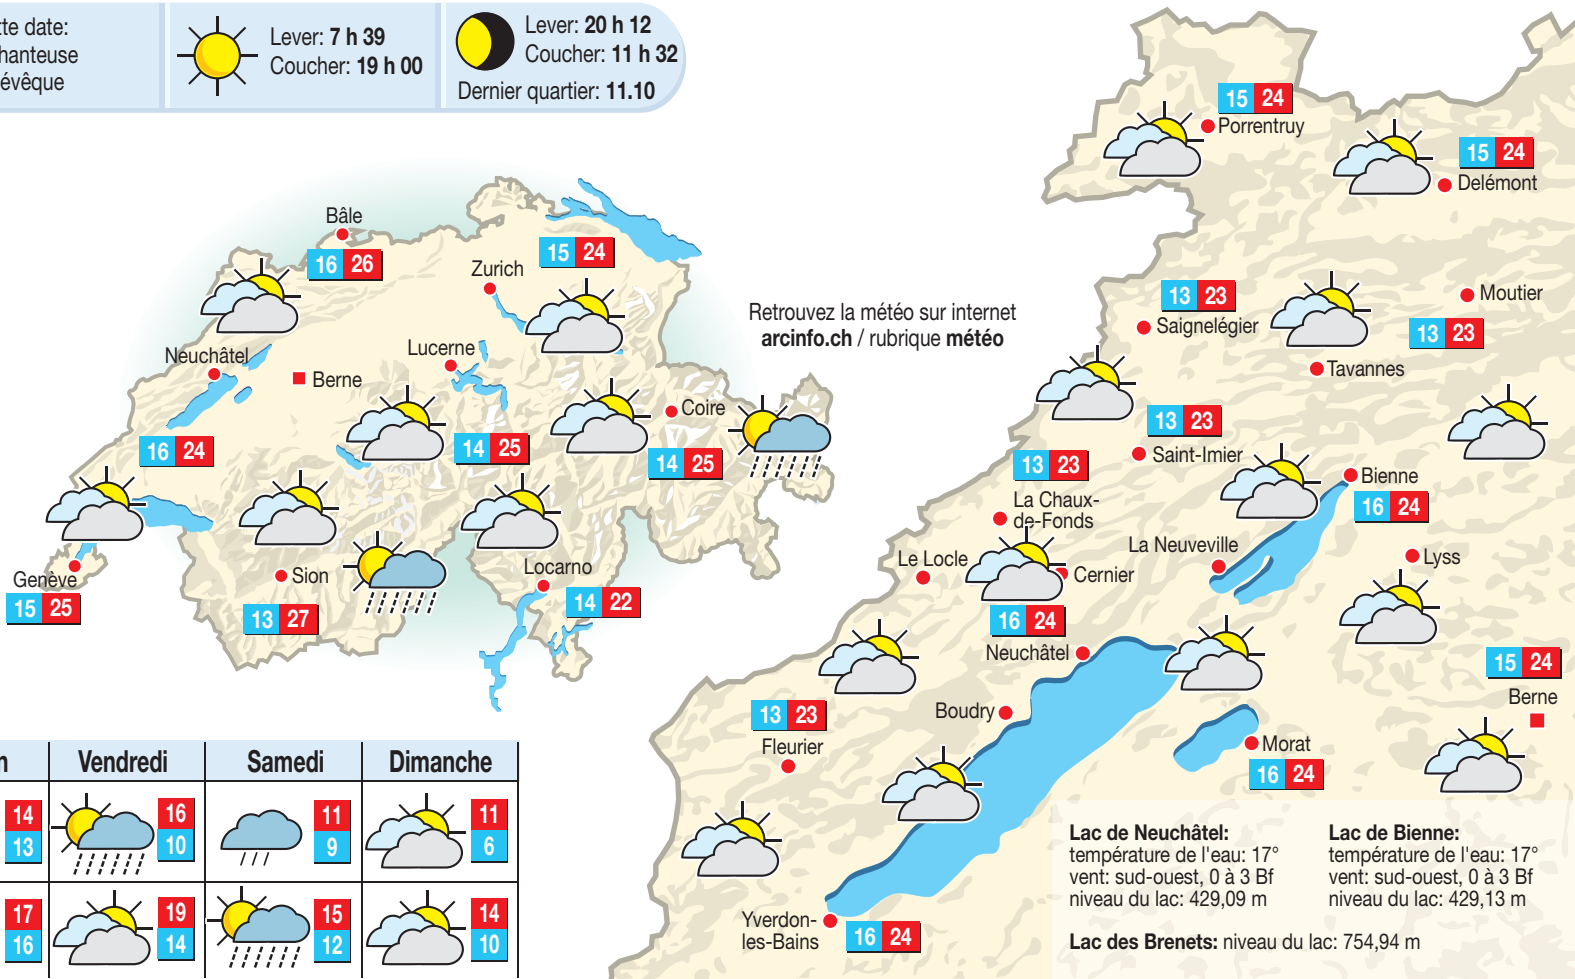 tte date:
hanteuse
évêque
Lever: 7 h 39
Coucher: 19 h 00
Lever: 20 h 12
Coucher: 11 h 32
Dernier quartier: 11.10
Bâle
16 26
Zurich
15 24
Neuchâtel
16 24
Berne
Lucerne
14 25
Coire
14 25
Genève
15 25
Sion
13 27
Locarno
14 22
Retrouvez la météo sur internet
arcinfo.ch / rubrique météo
15 24
Porrentruy
15 24
Delémont
13 23
Saignelégier
Moutier
13 23
Tavannes
13 23
Saint-Imier
13 23
La Chaux-
de-Fonds
Bienne
16 24
La Neuveville
Lyss
Le Locle
Cernier
16 24
Neuchâtel
15 24
Berne
Boudry
13 23
Fleurier
Morat
16 24
Yverdon-
les-Bains
16 24
n
Vendredi
Samedi
Dimanche
14
13
16
10
11
9
11
6
17
16
19
14
15
12
14
10
Lac de Neuchâtel:
température de l'eau: 17°
vent: sud-ouest, 0 à 3 Bf
niveau du lac: 429,09 m
Lac de Bienne:
température de l'eau: 17°
vent: sud-ouest, 0 à 3 Bf
niveau du lac: 429,13 m
Lac des Brenets: niveau du lac: 754,94 m